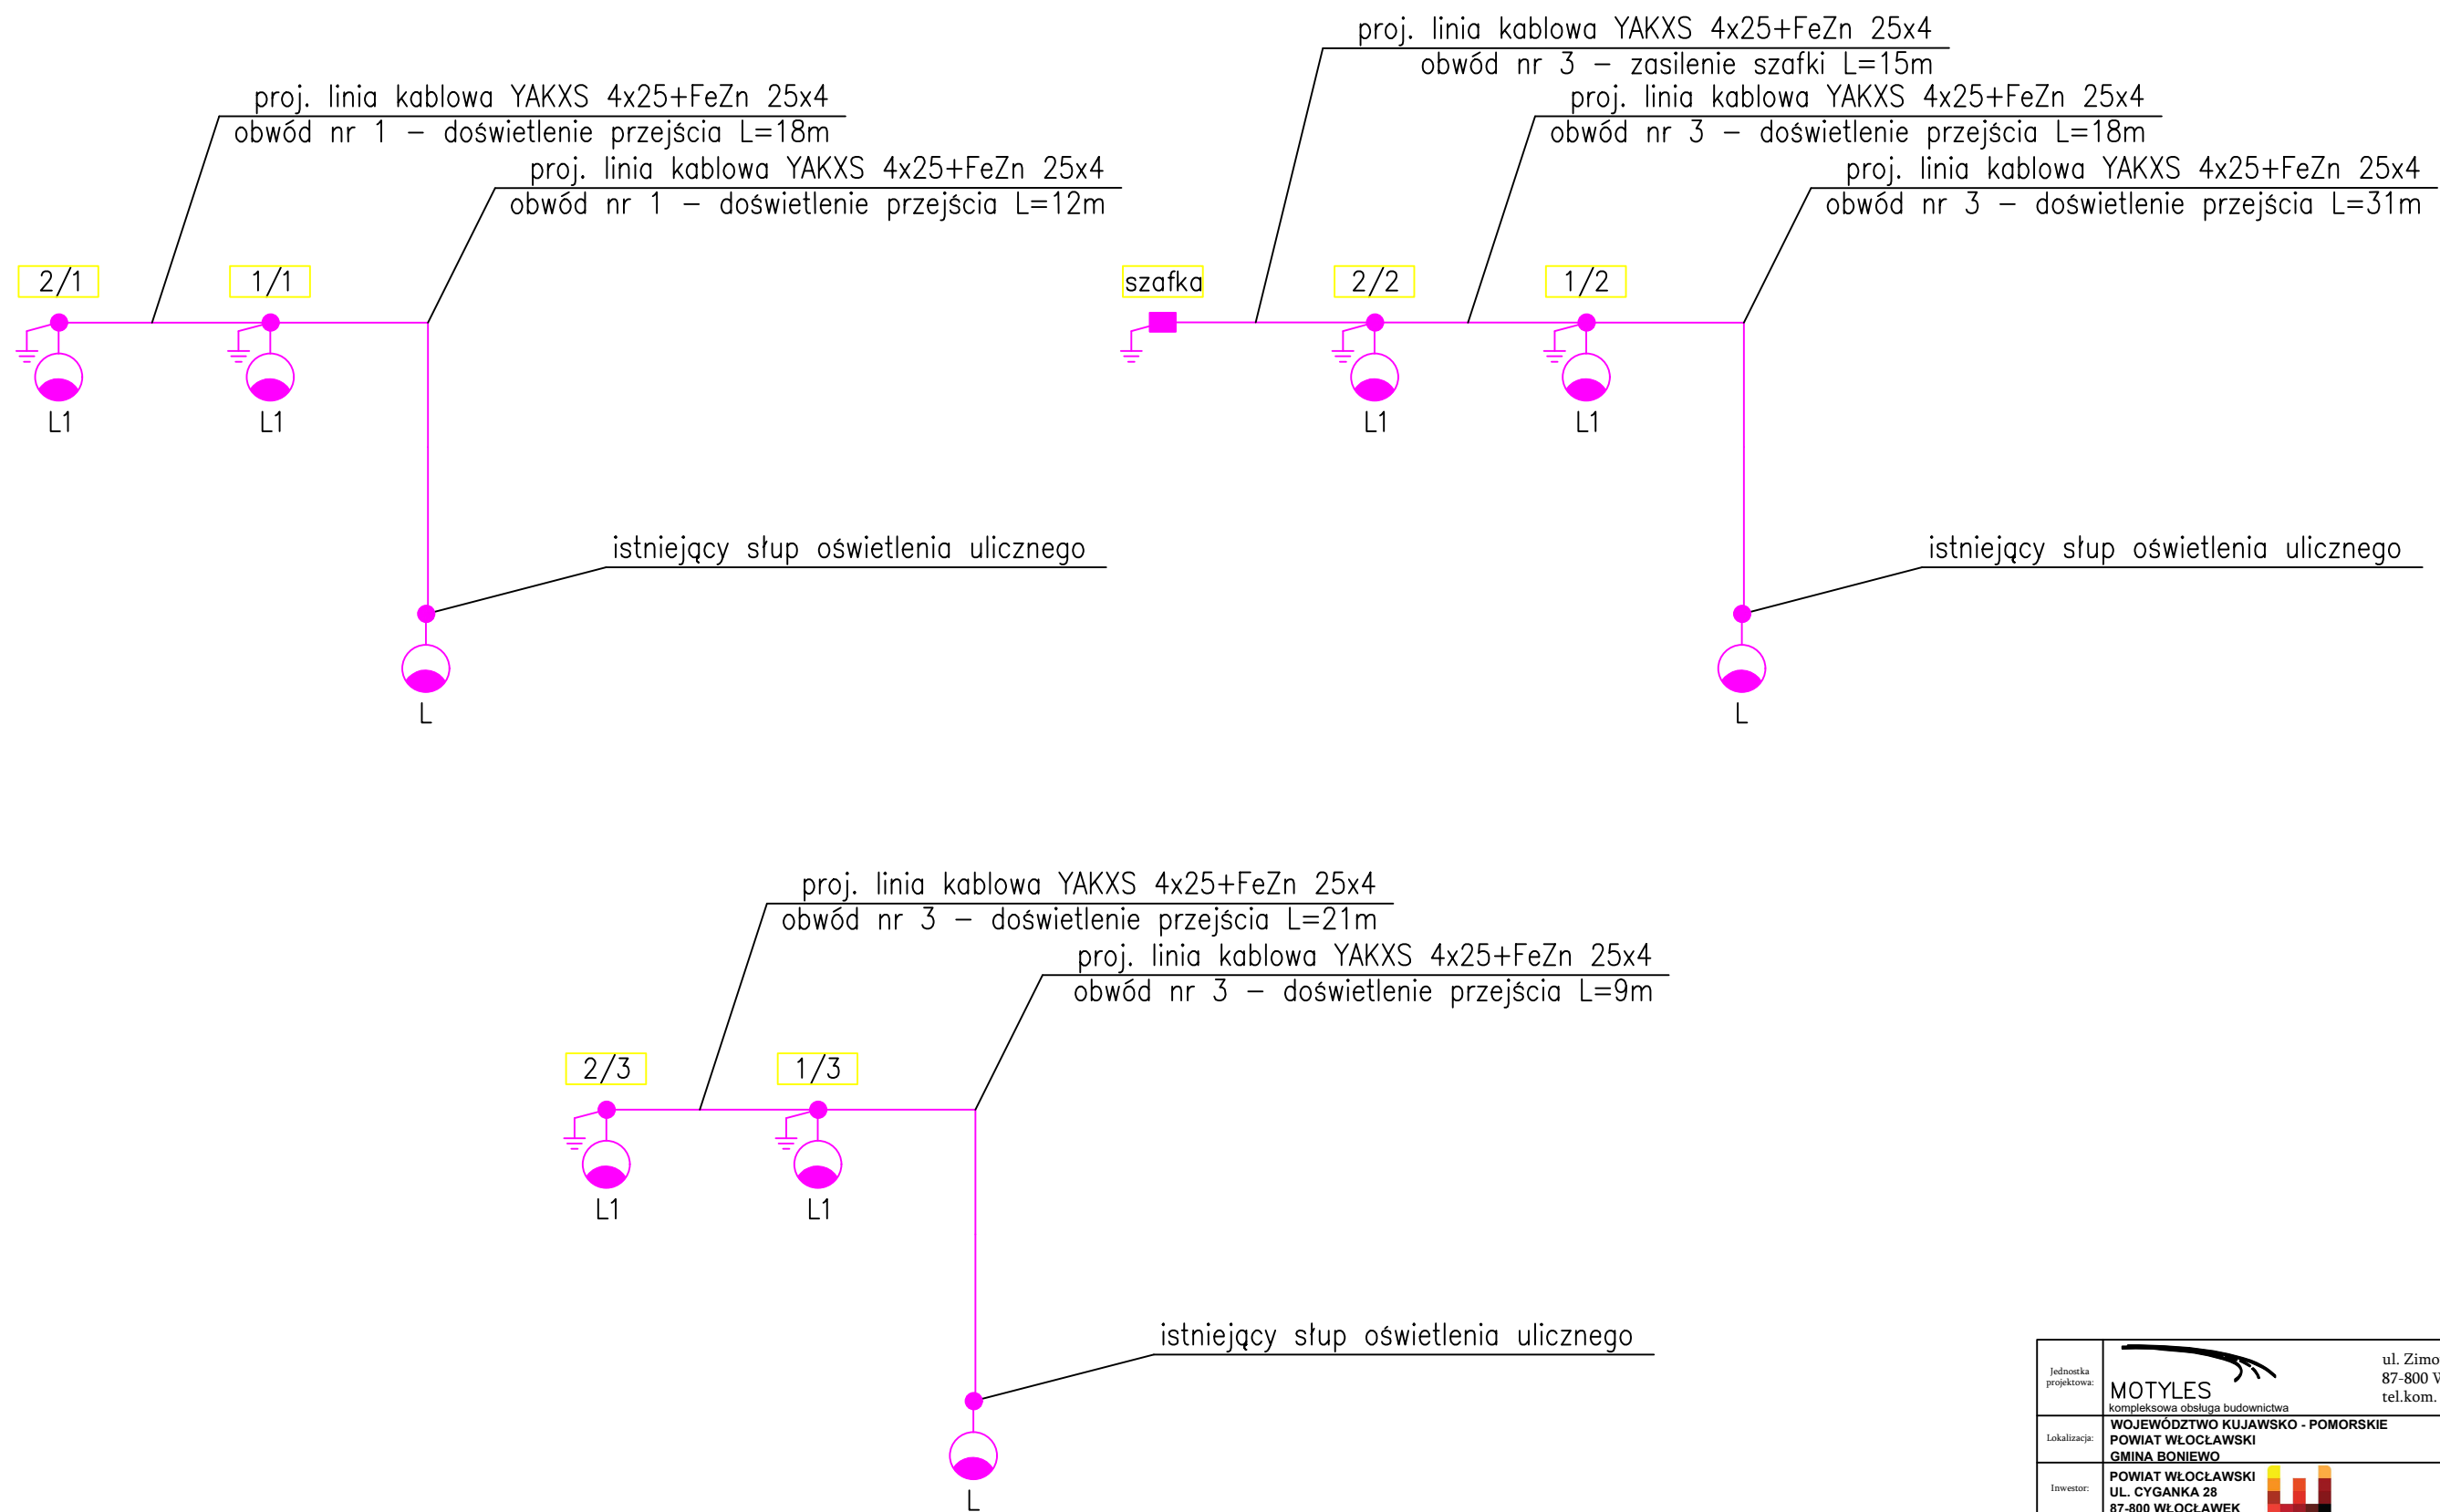 proj. linia kablowa YAKXS 4x25+FeZn 25x4
obwód nr 1 – doświetlenie przejścia L=18m
proj. linia kablowa YAKXS 4x25+FeZn 25x4
obwód nr 1 – doświetlenie przejścia L=12m
2/1
1/1
L1
L1
istniejący słup oświetlenia ulicznego
L
proj. linia kablowa YAKXS 4x25+FeZn 25x4
obwód nr 3 – zasilenie szafki L=15m
proj. linia kablowa YAKXS 4x25+FeZn 25x4
obwód nr 3 – doświetlenie przejścia L=18m
proj. linia kablowa YAKXS 4x25+FeZn 25x4
obwód nr 3 – doświetlenie przejścia L=31m
szafka
2/2
1/2
L1
L1
istniejący słup oświetlenia ulicznego
L
proj. linia kablowa YAKXS 4x25+FeZn 25x4
obwód nr 3 – doświetlenie przejścia L=21m
proj. linia kablowa YAKXS 4x25+FeZn 25x4
obwód nr 3 – doświetlenie przejścia L=9m
2/3
1/3
L1
L1
istniejący słup oświetlenia ulicznego
L
Jednostka
projektowa:
MOTYLES
kompleksowa obsługa budownictwa
ul. Zimo
87-800 W
tel.kom.
Lokalizacja:
WOJEWÓDZTWO KUJAWSKO - POMORSKIE
POWIAT WŁOCŁAWSKI
GMINA BONIEWO
Inwestor:
POWIAT WŁOCŁAWSKI
UL. CYGANKA 28
87-800 WŁOCŁAWEK